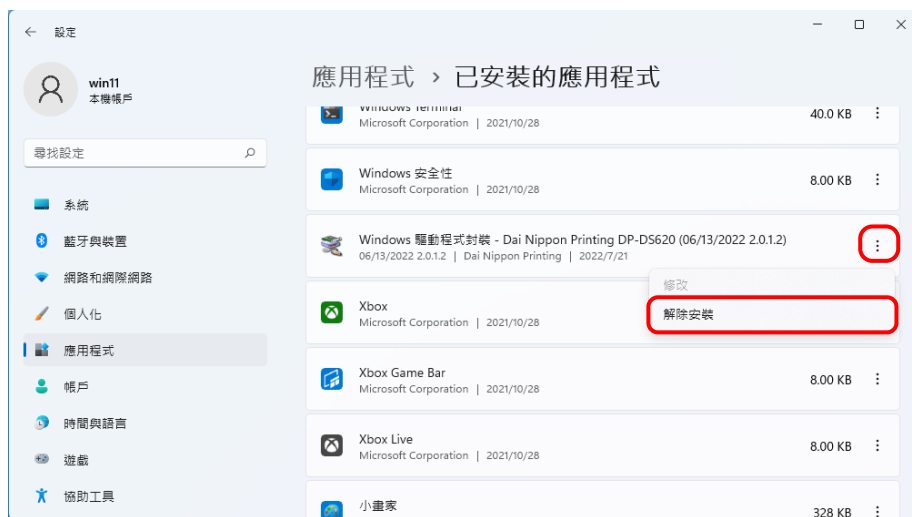 設定
win11
本機帳戶
尋找設定
系統
藍牙與裝置
網路和網際網路
個人化
應用程式
帳戶
時間與語言
遊戲
協助工具
應用程式 › 已安裝的應用程式
Windows Terminal
Microsoft Corporation | 2021/10/28
40.0 KB
Windows 安全性
Microsoft Corporation | 2021/10/28
8.00 KB
Windows 驅動程式封裝 - Dai Nippon Printing DP-DS620 (06/13/2022 2.0.1.2)
06/13/2022 2.0.1.2 | Dai Nippon Printing | 2022/7/21
修改
解除安裝
Xbox
Microsoft Corporation | 2021/10/28
Xbox Game Bar
Microsoft Corporation | 2021/10/28
8.00 KB
Xbox Live
Microsoft Corporation | 2021/10/28
8.00 KB
小畫家
328 KB